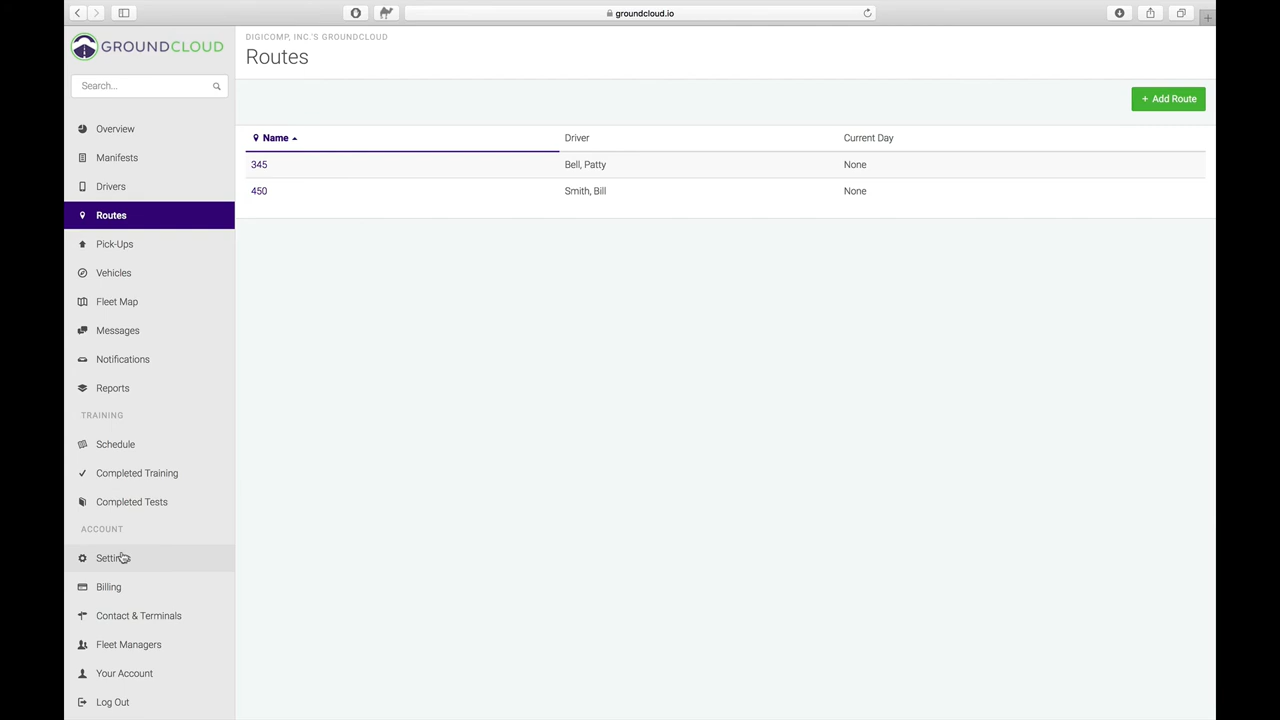 groundcloud.io
GROUNDCLOUD
DIGICOMP, INC.'S GROUNDCLOUD
Routes
Search...
+ Add Route
Overview
Manifests
Drivers
Routes
Pick-Ups
Vehicles
Fleet Map
Messages
Notifications
Reports
TRAINING
Schedule
Completed Training
Completed Tests
ACCOUNT
Settings
Billing
Contact & Terminals
Fleet Managers
Your Account
Log Out
Name Driver Current Day
345 Bell, Patty None
450 Smith, Bill None